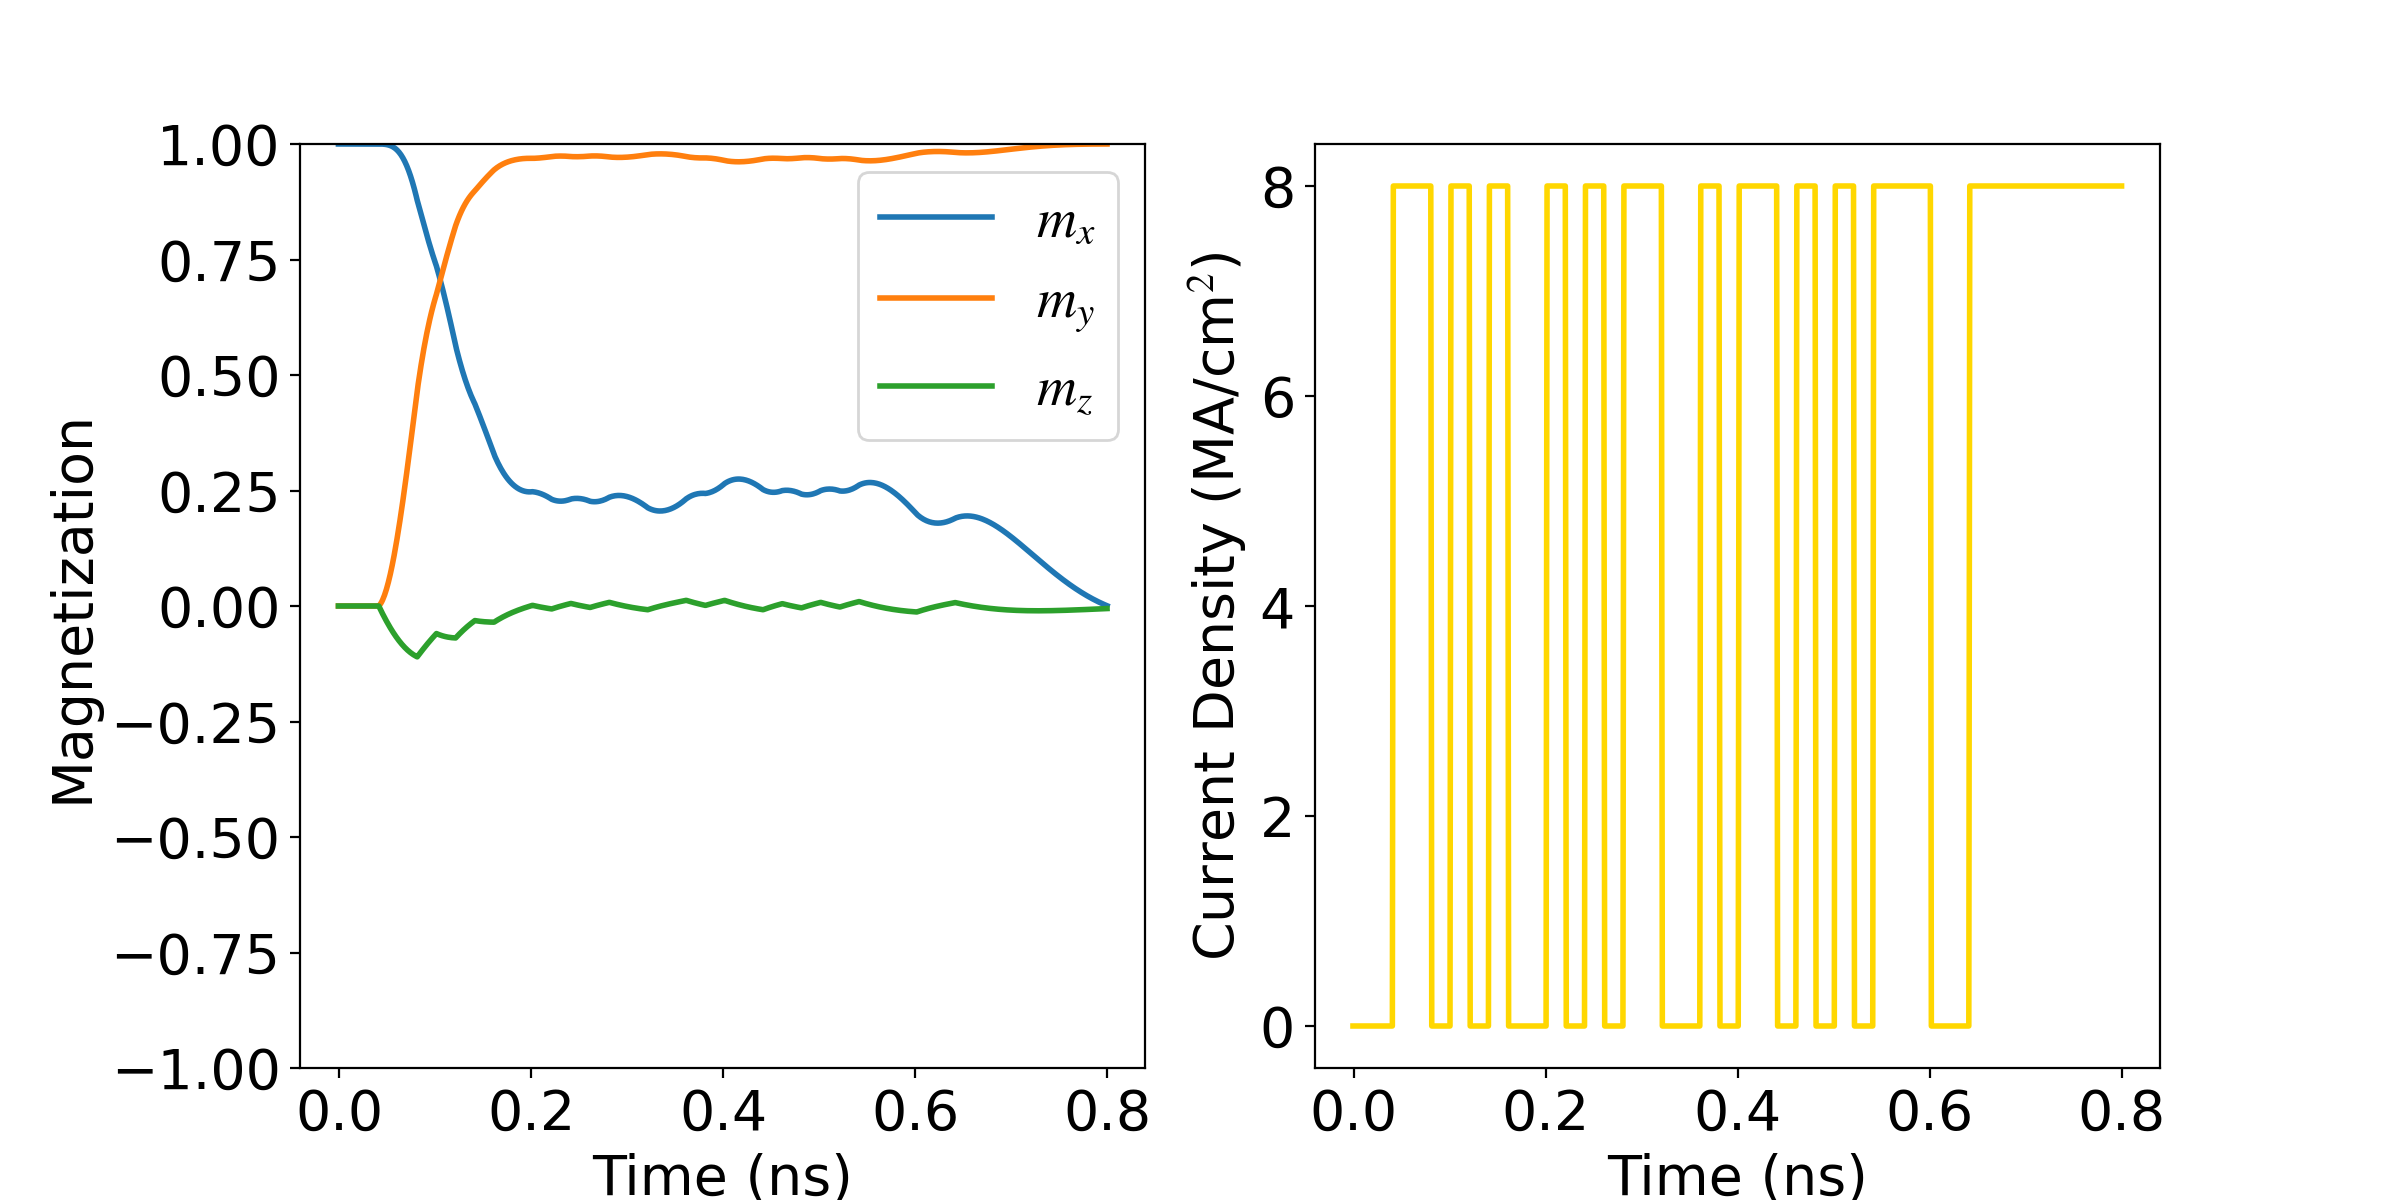 1.00
0.75
0.50
0.25
0.00
−0.25
−0.50
−0.75
−1.00
Magnetization
0.0 0.2 0.4 0.6 0.8
Time (ns)
m_x
m_y
m_z
8
6
4
2
0
Current Density (MA/cm²)
0.0 0.2 0.4 0.6 0.8
Time (ns)